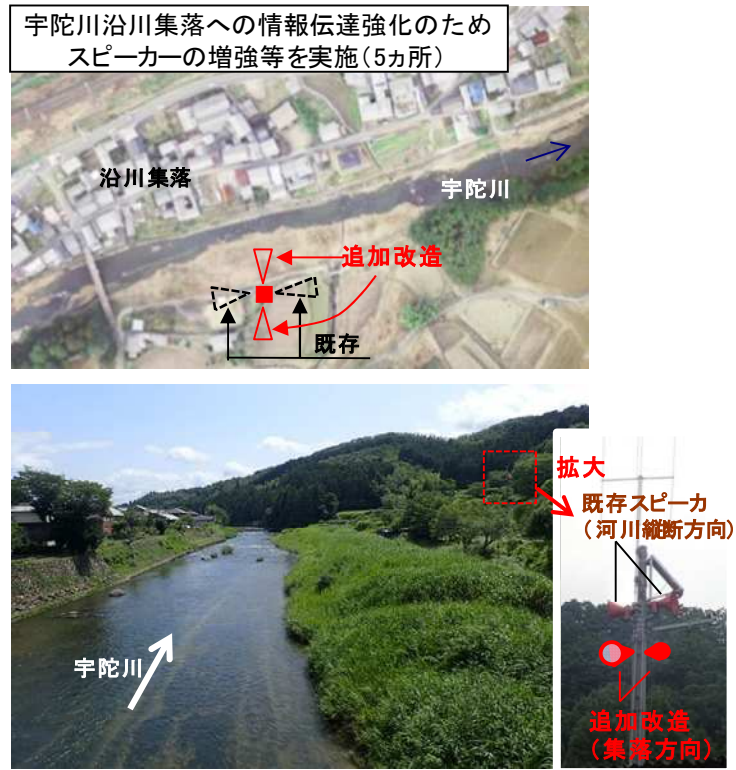 宇陀川沿川集落への情報伝達強化のため
スピーカーの増強等を実施(5ヵ所)
沿川集落
宇陀川
追加改造
既存
拡大
既存スピーカ
(河川縦断方向)
宇陀川
追加改造
(集落方向)